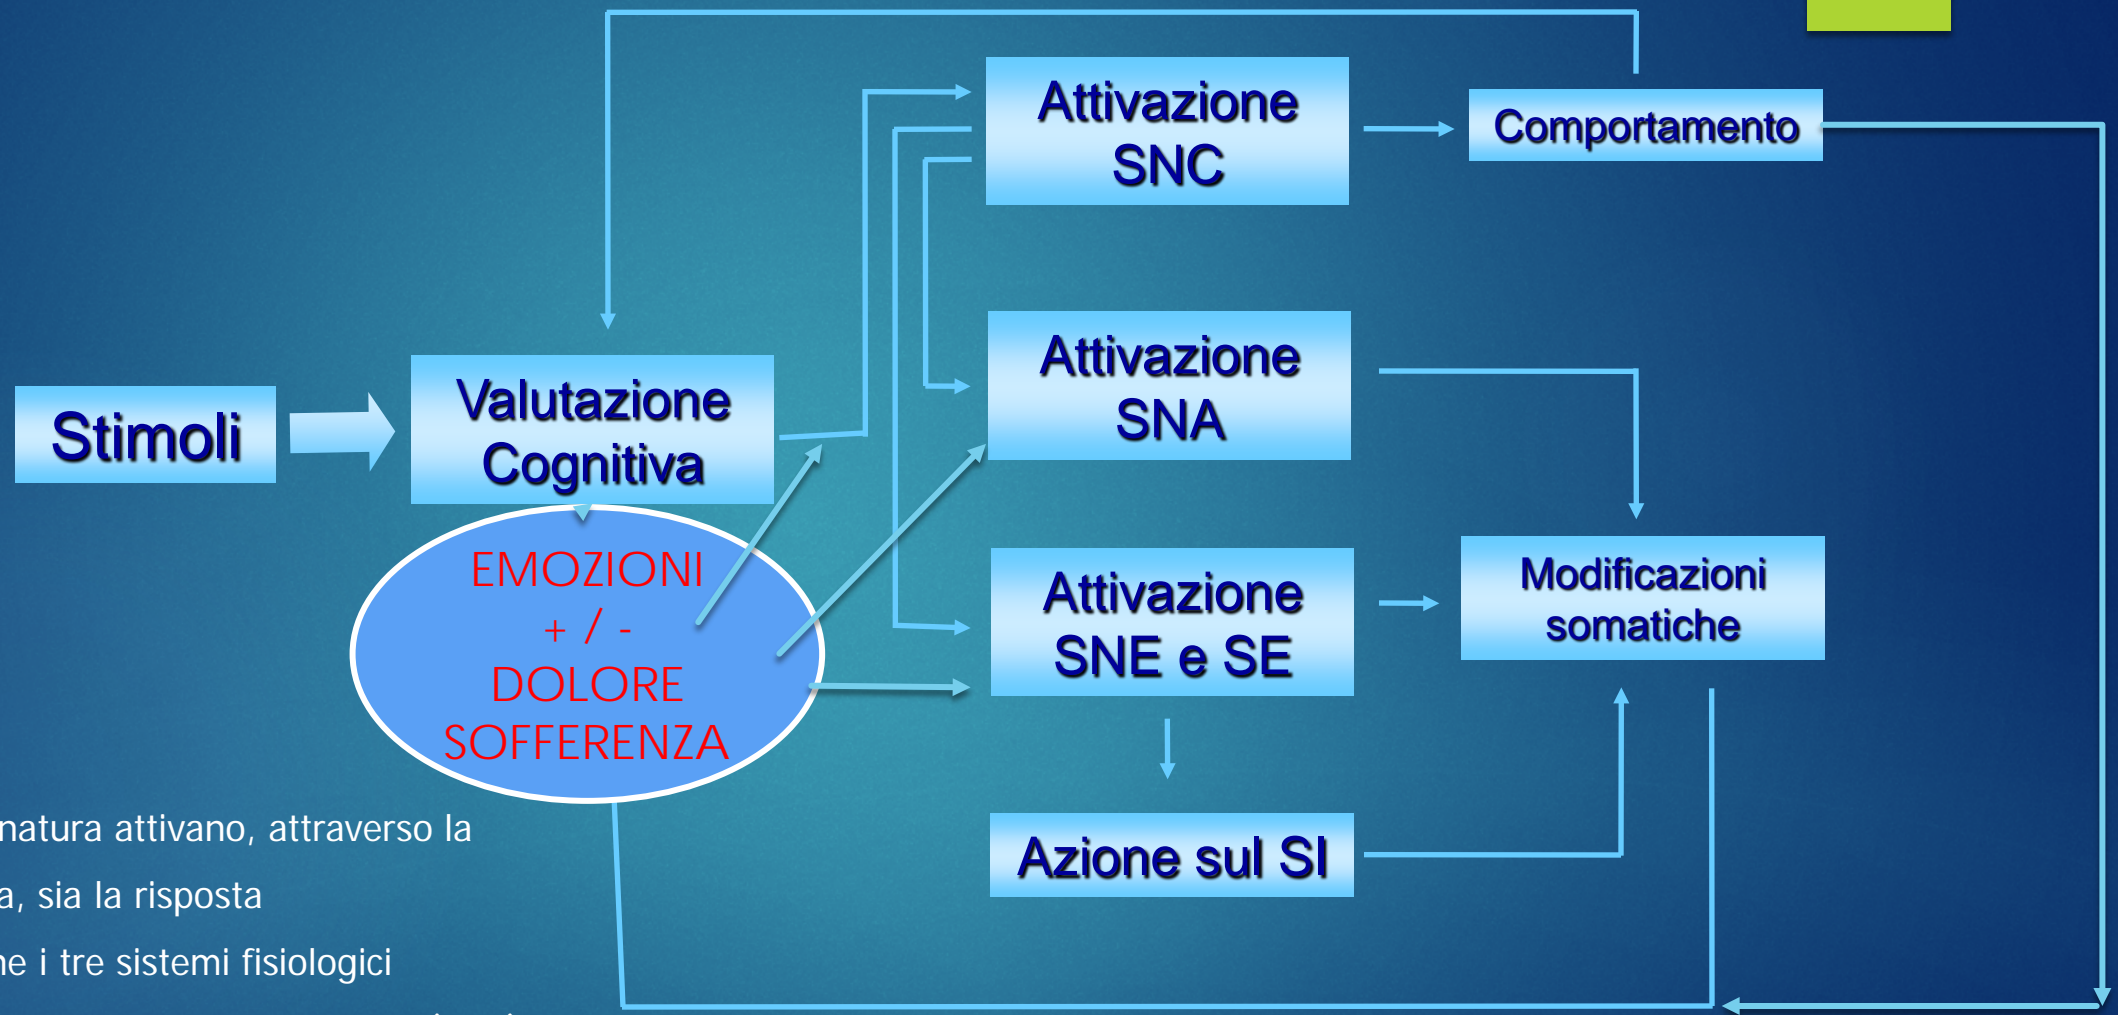 Attivazione
SNC
Comportamento
Stimoli
Valutazione
Cognitiva
Attivazione
SNA
EMOZIONI
+ / -
DOLORE
SOFFERENZA
Attivazione
SNE e SE
Modificazioni
somatiche
Azione sul SI
natura attivano, attraverso la
a, sia la risposta
ne i tre sistemi fisiologici